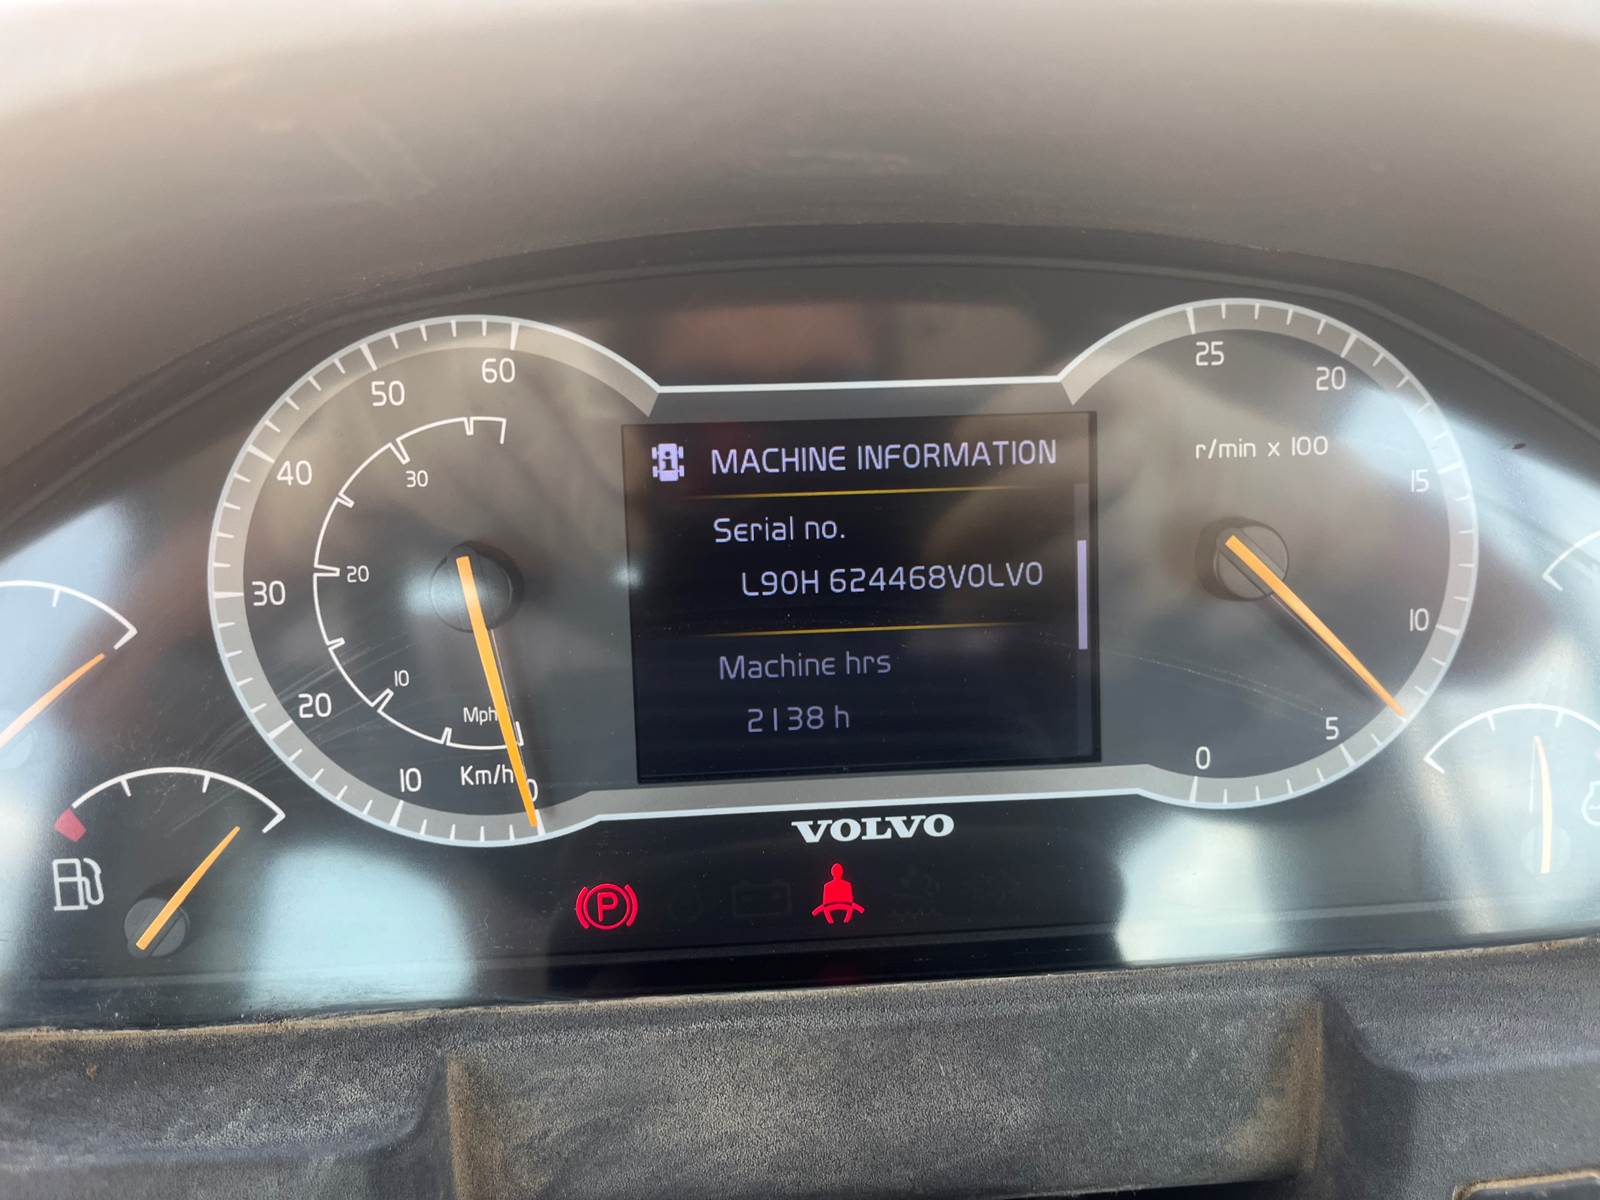 60
50
40
30
20
10
0
30
20
10
Mph
Km/h
MACHINE INFORMATION
Serial no.
L90H 624468VOLVO
Machine hrs
2138 h
25
20
r/min x 100
15
10
5
0
VOLVO
P